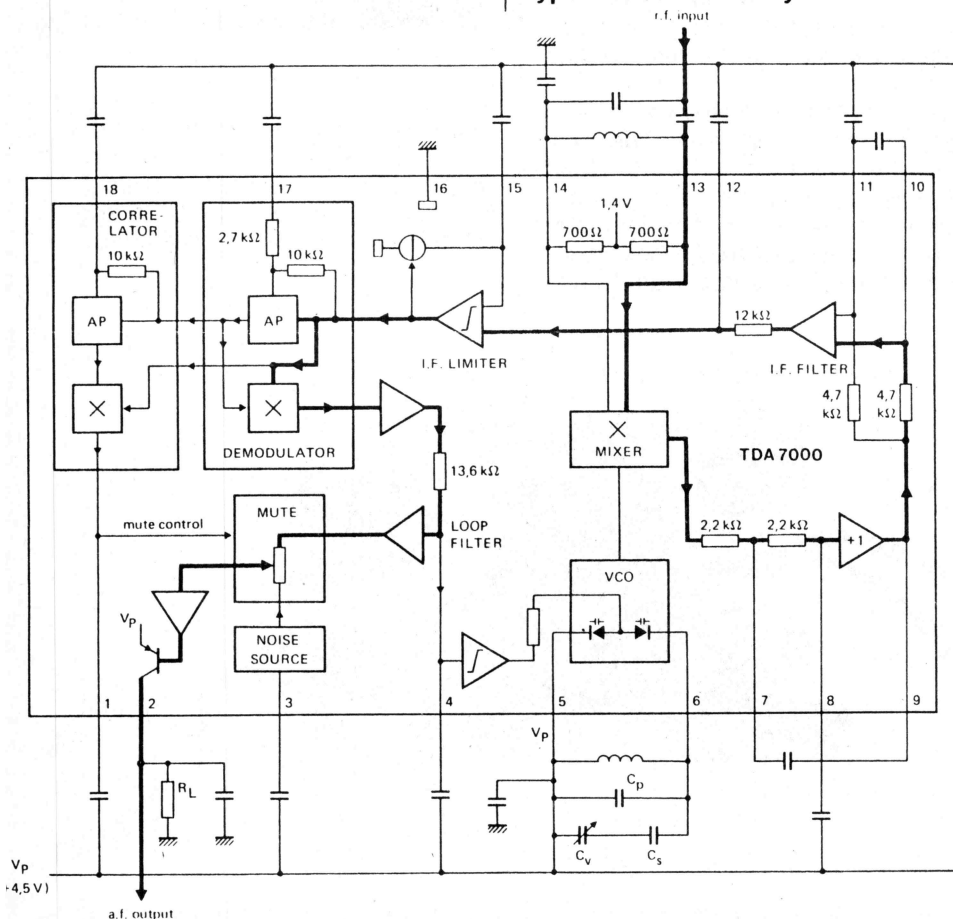 r.f. input
18
17
16
15
14
13
12
11
10
CORRE-
LATOR
10 kΩ
2,7 kΩ
10 kΩ
1,4 V
700Ω
700Ω
AP
AP
12 kΩ
I.F. LIMITER
I.F. FILTER
4,7
kΩ
4,7
kΩ
DEMODULATOR
MIXER
TDA 7000
13,6 kΩ
MUTE
mute control
LOOP
FILTER
2,2 kΩ
2,2 kΩ
+1
VCO
VP
NOISE
SOURCE
1
2
3
4
5
6
7
8
9
VP
RL
Cp
Cv
Cs
VP
+4,5 V)
a.f. output